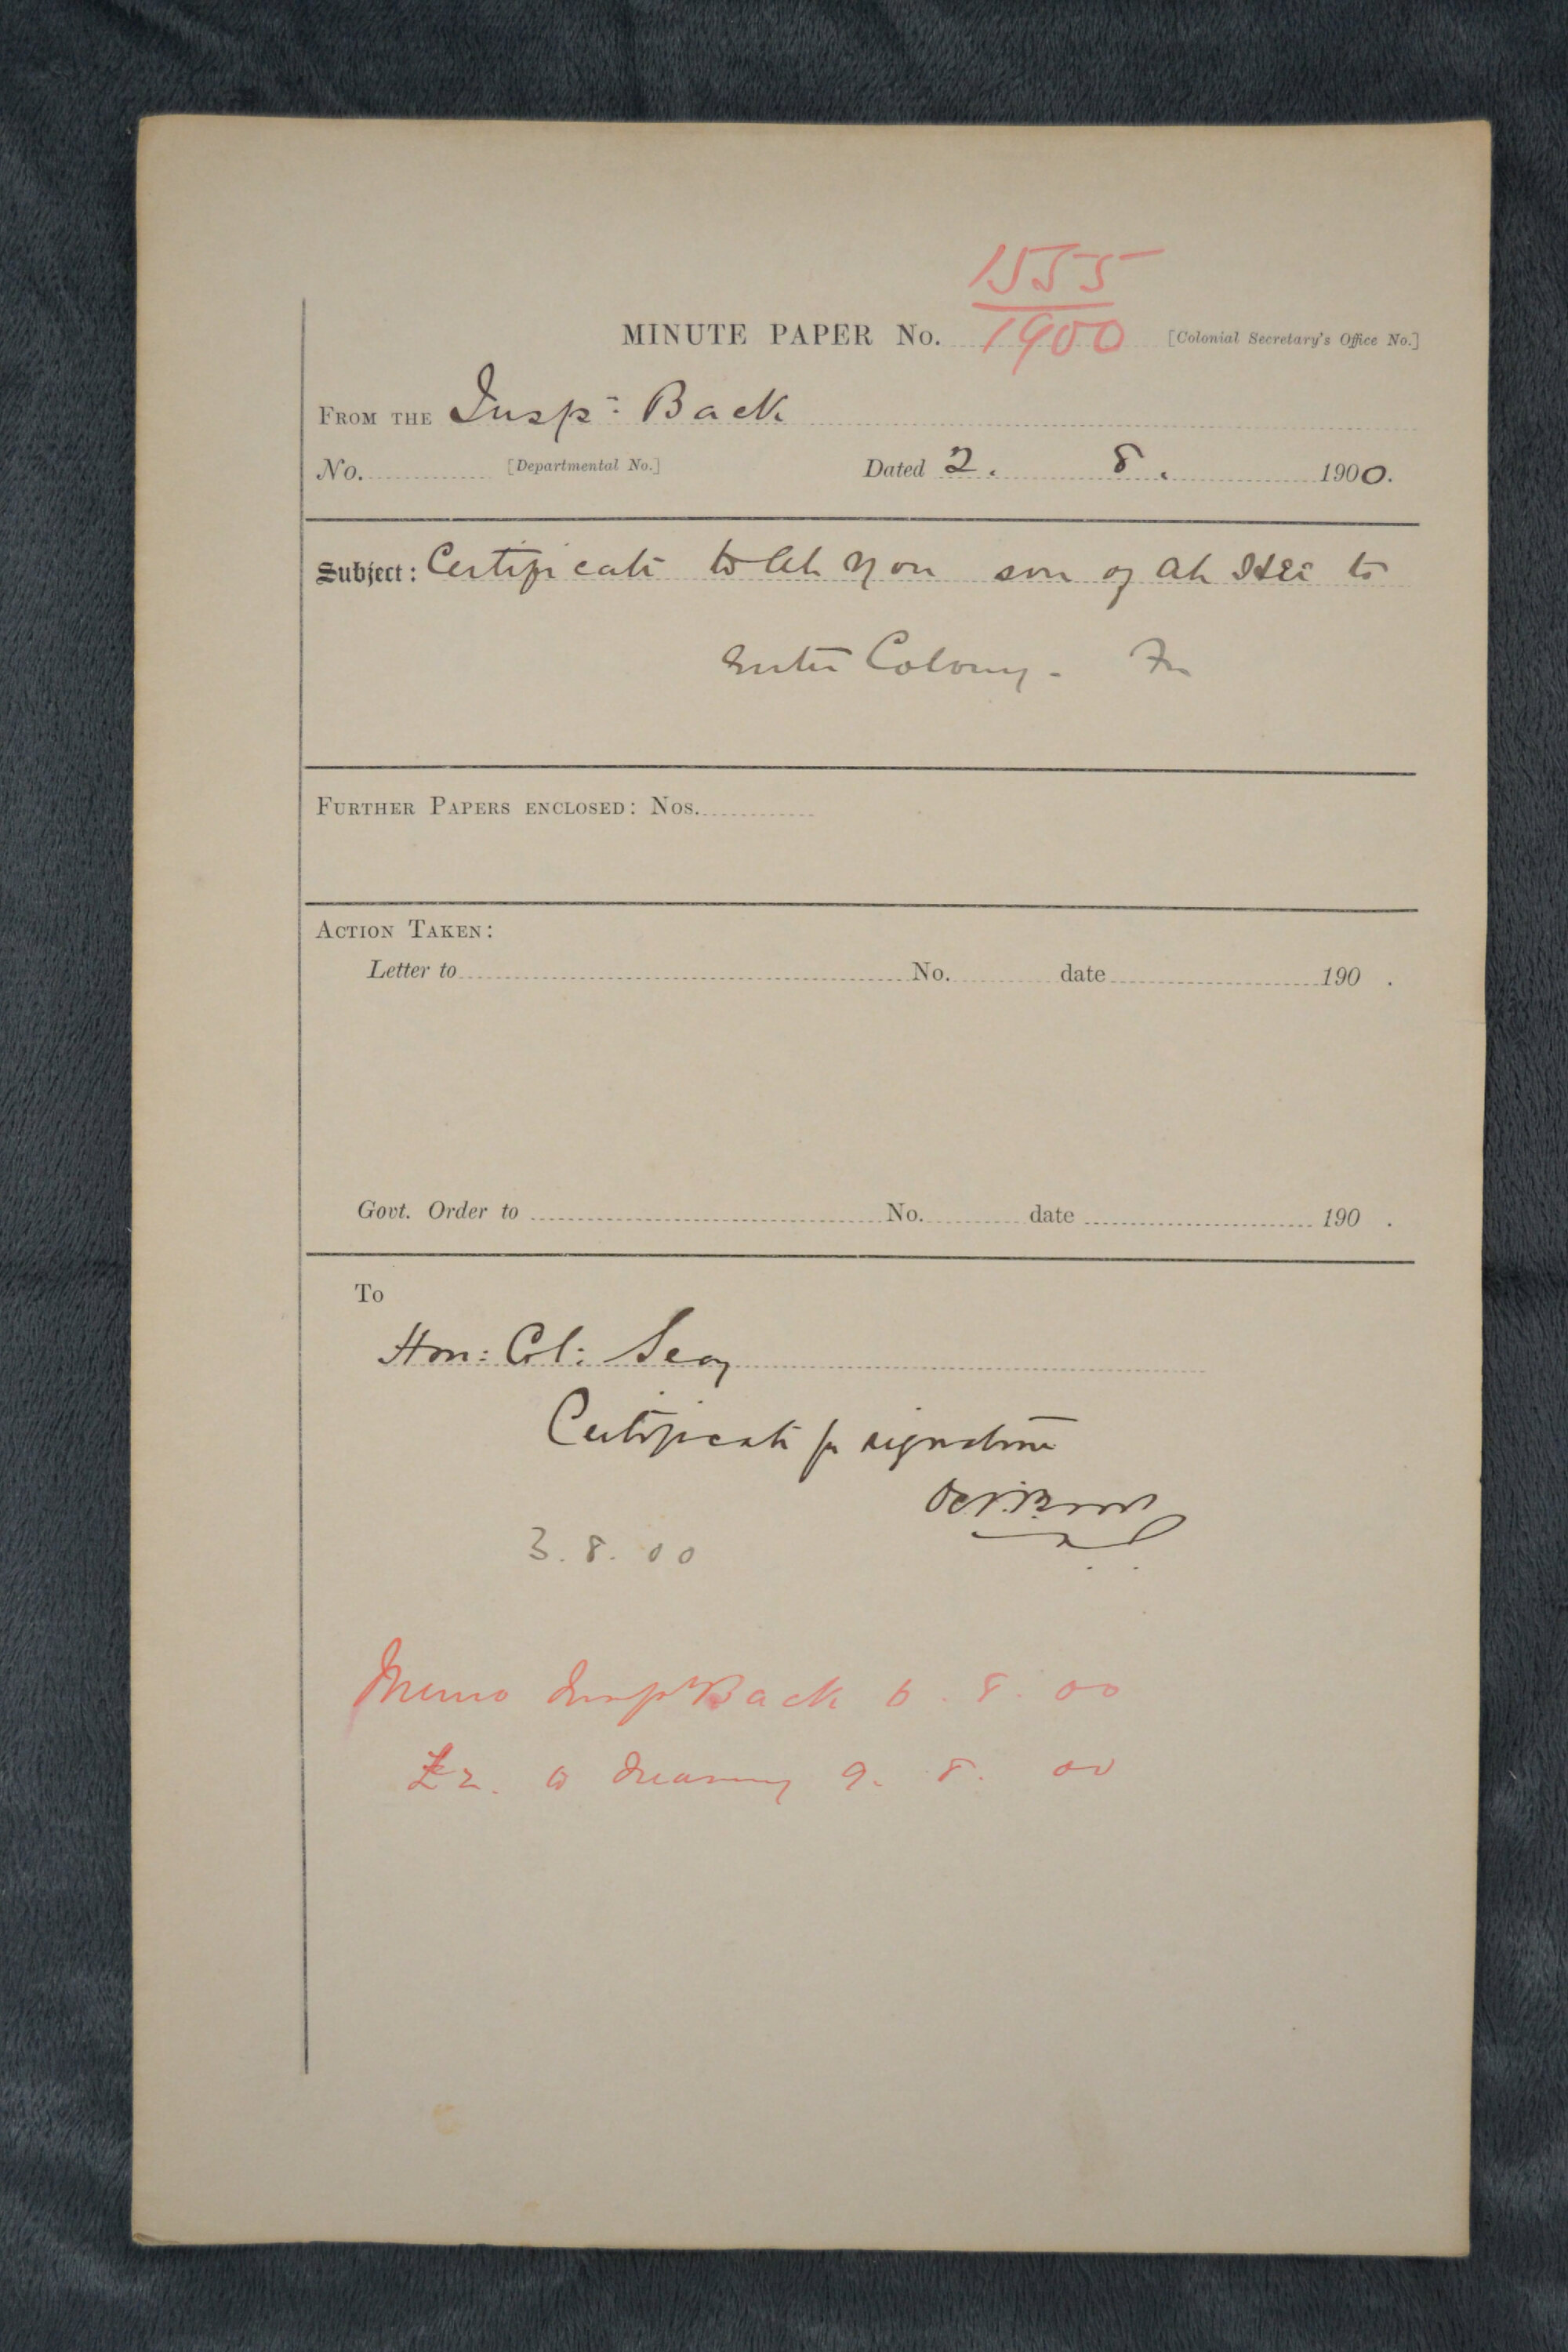 1555
MINUTE PAPER No. 1900 [Colonial Secretary's Office No.]
FROM THE Insp:- Back
No. [Departmental No.] Dated 2. 8. 1900.
Subject: Certificate to Ah Yon son of Ah Hei to
enter Colony -
FURTHER PAPERS ENCLOSED: Nos.
ACTION TAKEN:
Letter to No. date 190 .
Govt. Order to No. date 190 .
To
Hon: Col: Secy
Certificate for signature
3.8.00
Memo Insp Back 6.8.00
£2. to Treasury 9. 8. 00